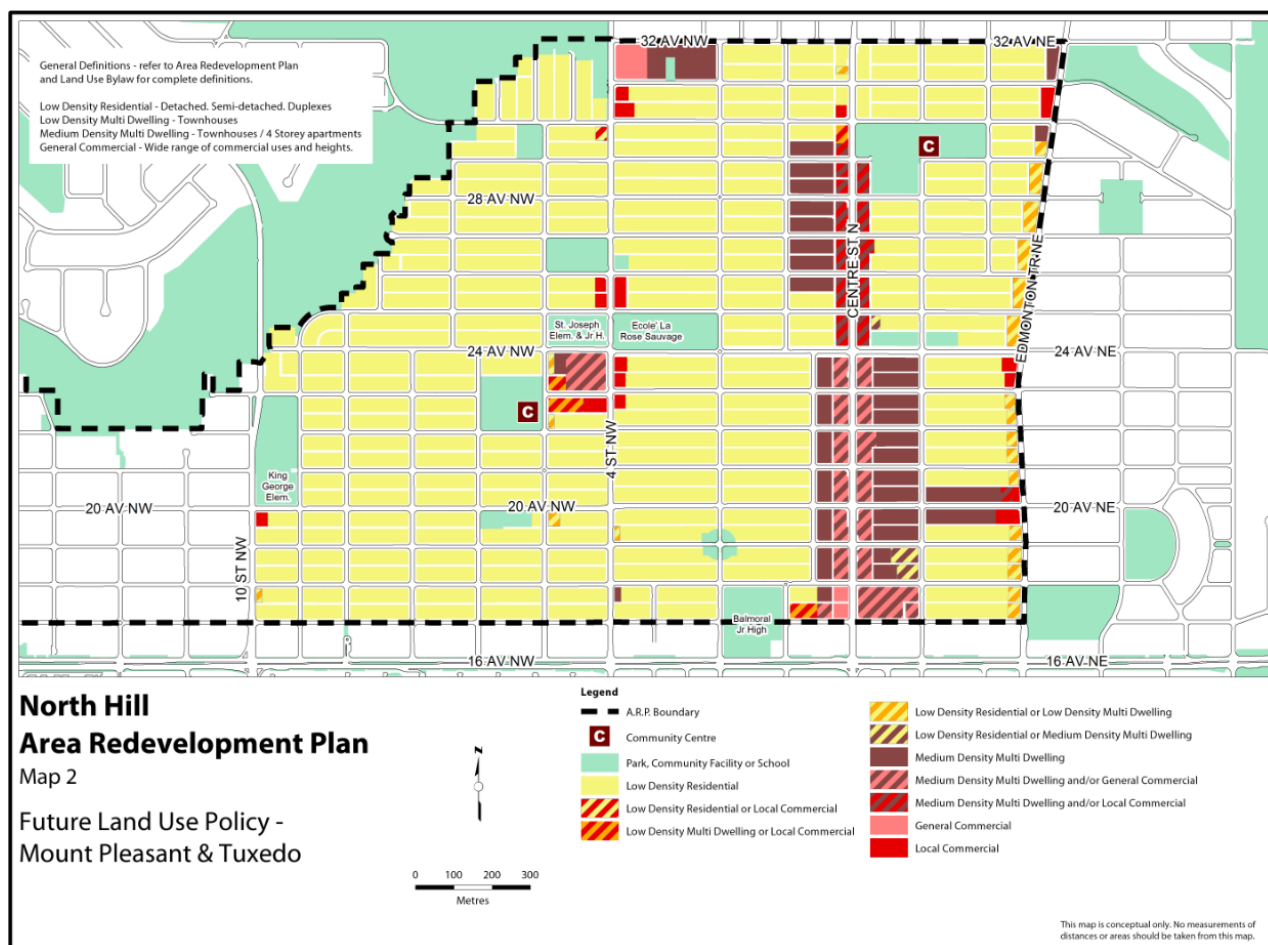 32 AV NW
32 AV NE
General Definitions - refer to Area Redevelopment Plan
and Land Use Bylaw for complete definitions.
Low Density Residential - Detached. Semi-detached. Duplexes
Low Density Multi Dwelling - Townhouses
Medium Density Multi Dwelling - Townhouses / 4 Storey apartments
General Commercial - Wide range of commercial uses and heights.
C
28 AV NW
CENTRE ST N
EDMONTON TR NE
St. Joseph
Elem. & Jr H.
Ecole' La
Rose Sauvage
24 AV NW
24 AV NE
C
4 ST NW
King
George
Elem.
20 AV NW
20 AV NW
20 AV NE
10 ST NW
Balmoral
Jr High
16 AV NW
16 AV NE
North Hill
Area Redevelopment Plan
Map 2
Future Land Use Policy -
Mount Pleasant & Tuxedo
N
0 100 200 300
Metres
Legend
A.R.P. Boundary
C Community Centre
Park, Community Facility or School
Low Density Residential
Low Density Residential or Local Commercial
Low Density Multi Dwelling or Local Commercial
Low Density Residential or Low Density Multi Dwelling
Low Density Residential or Medium Density Multi Dwelling
Medium Density Multi Dwelling
Medium Density Multi Dwelling and/or General Commercial
Medium Density Multi Dwelling and/or Local Commercial
General Commercial
Local Commercial
This map is conceptual only. No measurements of
distances or areas should be taken from this map.